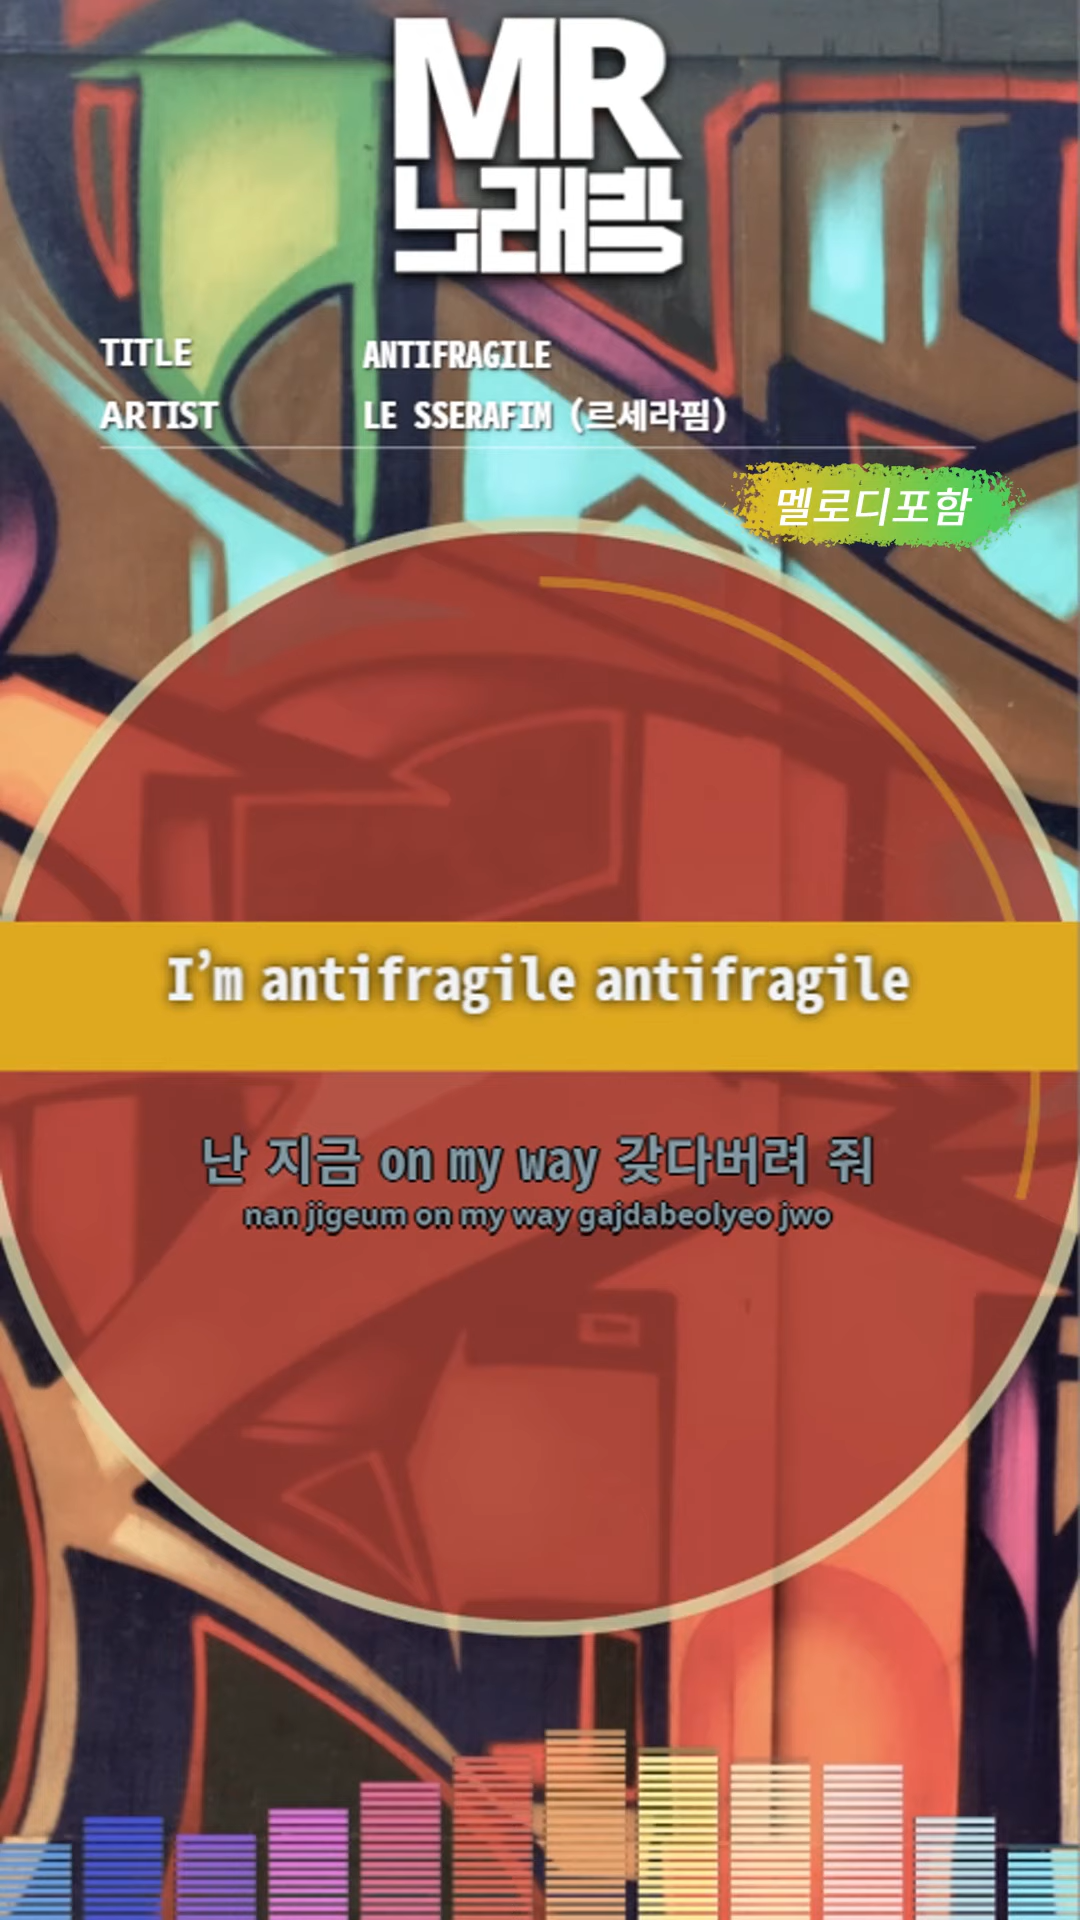 MR
노래방
TITLE ANTIFRAGILE
ARTIST LE SSERAFIM (르세라핌)
멜로디포함
I’m antifragile antifragile
난 지금 on my way 갖다버려 줘
nan jigeum on my way gajdabeolyeo jwo